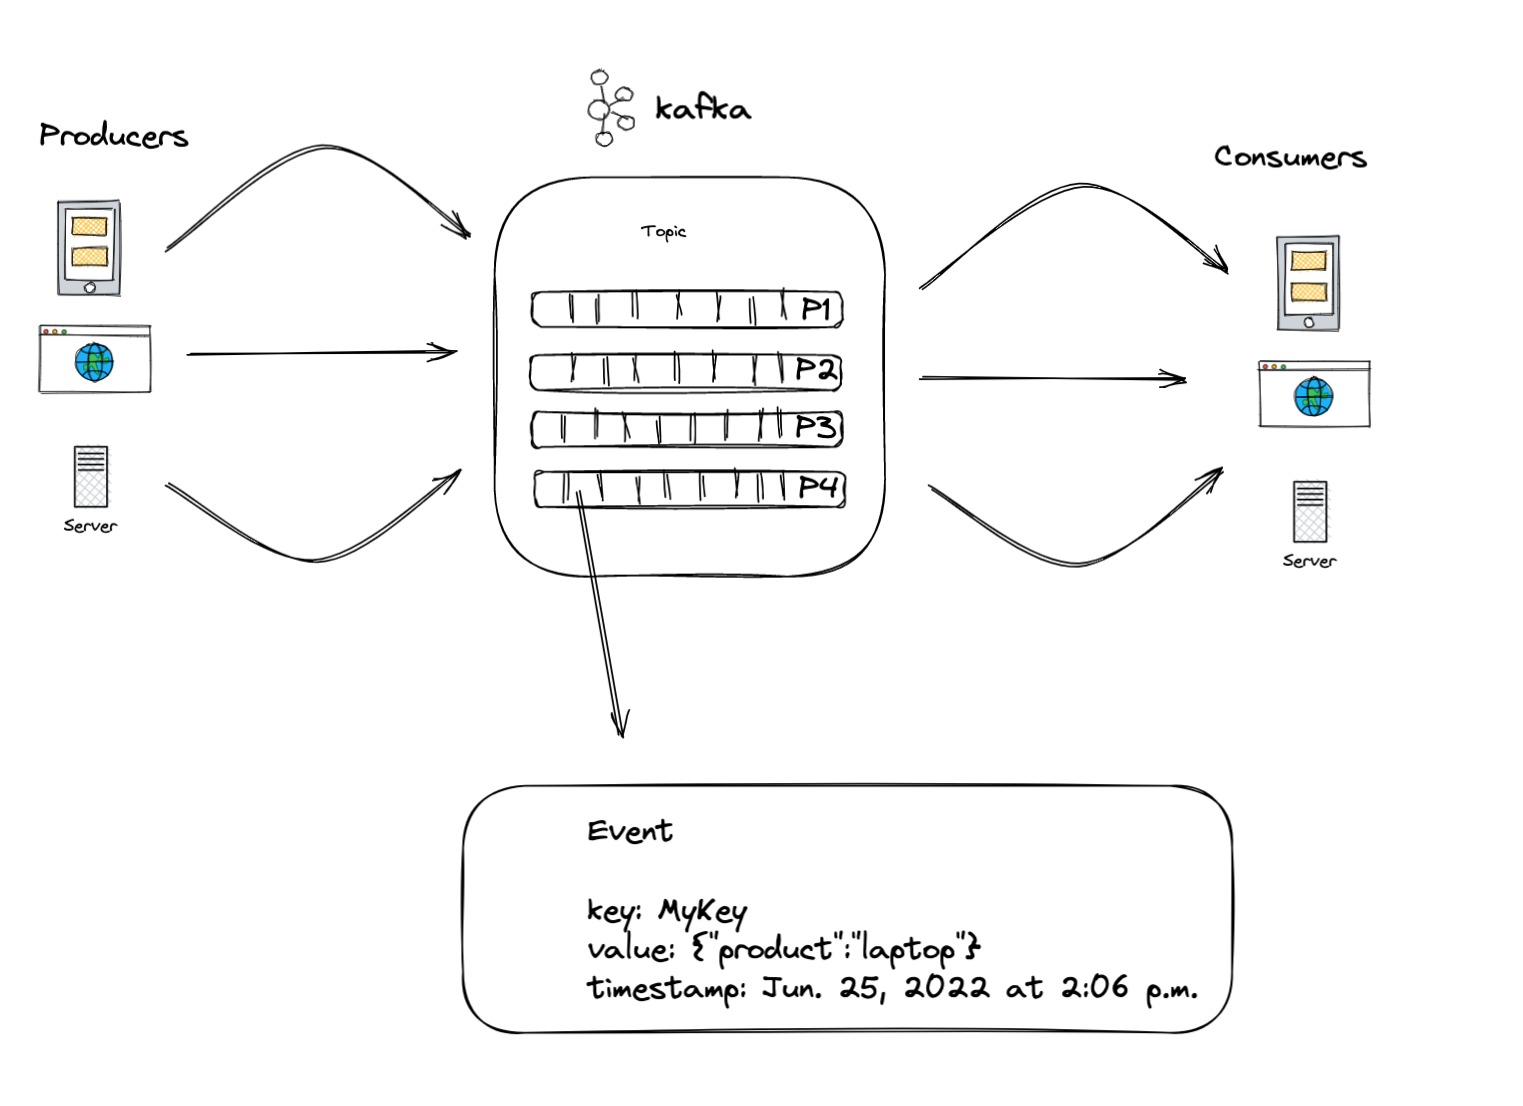 kafka
Producers
Consumers
Topic
P1
P2
P3
P4
Server
Server
Event
key: MyKey
value: {"product":"laptop"}
timestamp: Jun. 25, 2022 at 2:06 p.m.